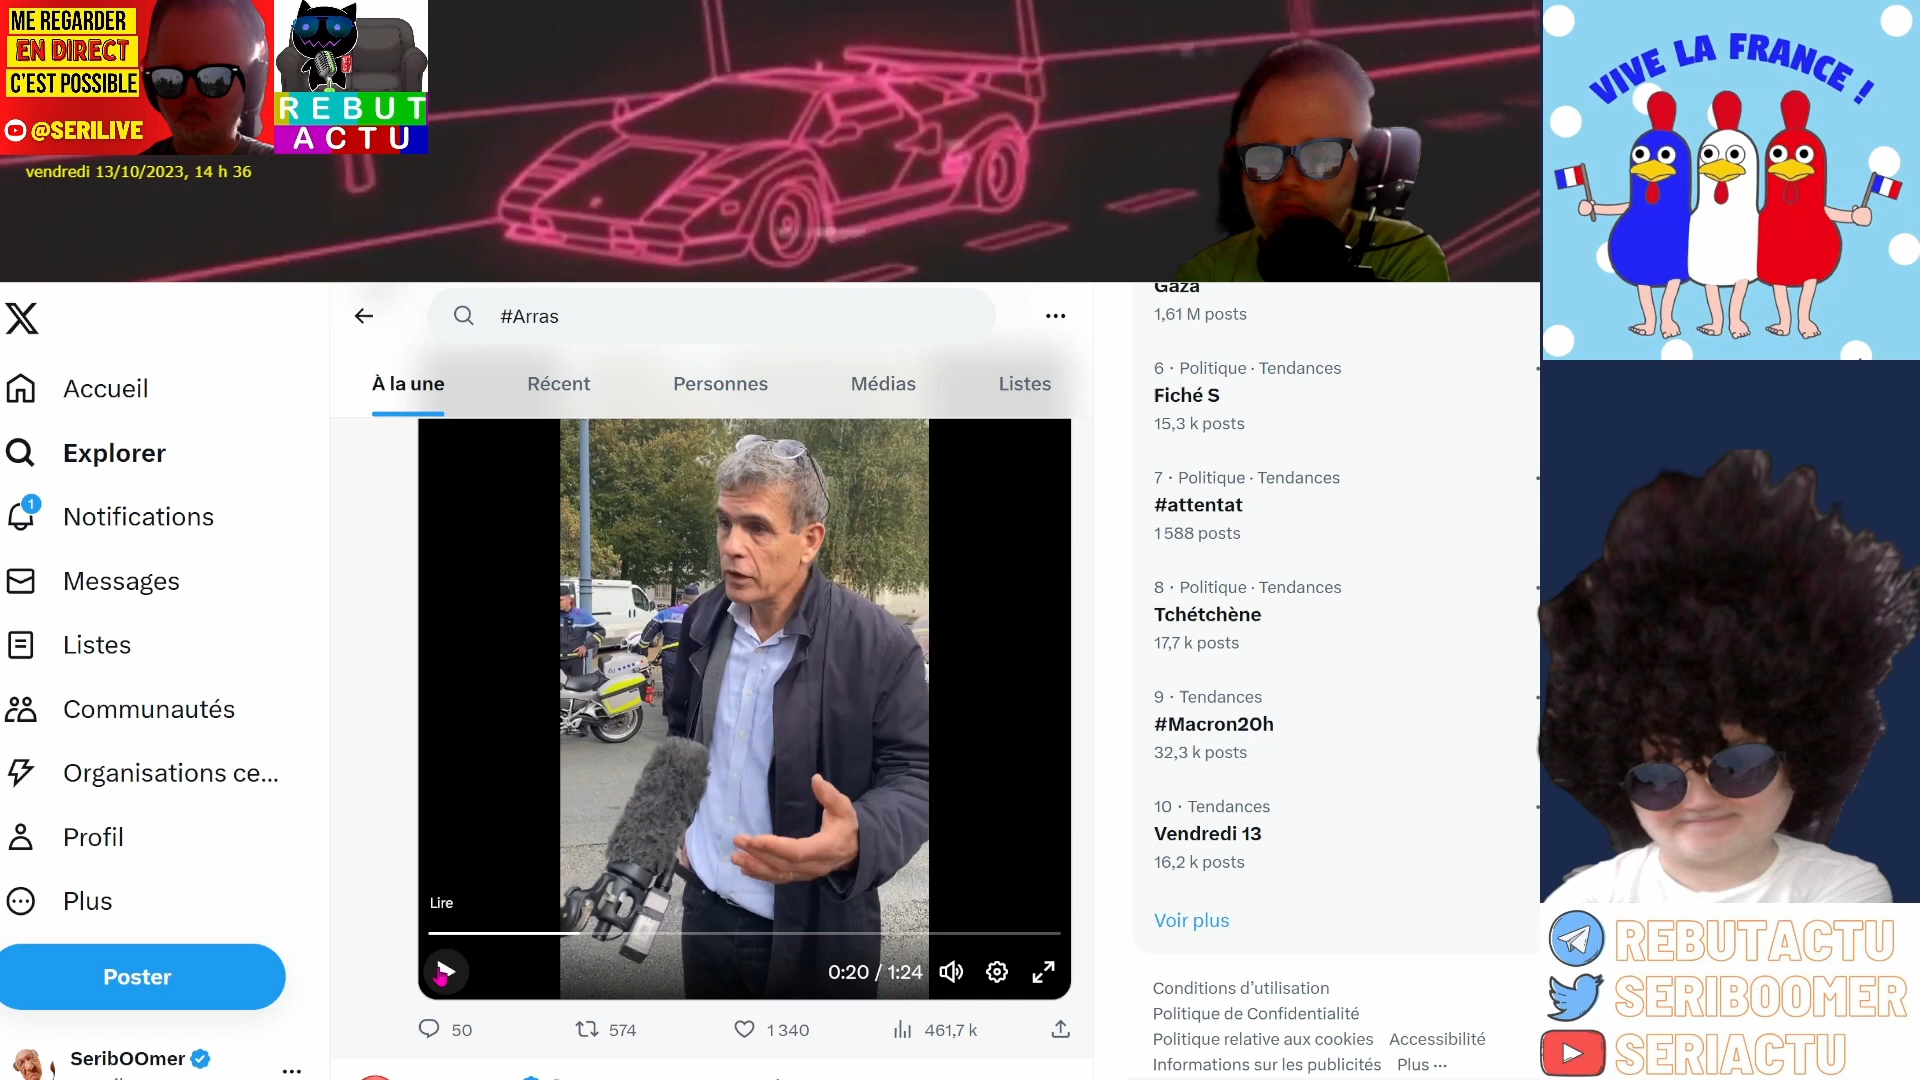 ME REGARDER
EN DIRECT
C'EST POSSIBLE
@SERILIVE
REBUT
ACTU
vendredi 13/10/2023, 14 h 36
VIVE LA FRANCE !
#Arras
À la une
Récent
Personnes
Médias
Listes
Accueil
Explorer
1
Notifications
Messages
Listes
Communautés
Organisations ce...
Profil
Plus
Poster
SeribOOmer
Lire
0:20 / 1:24
50
574
1 340
461,7 k
Gaza
1,61 M posts
6 · Politique · Tendances
Fiché S
15,3 k posts
7 · Politique · Tendances
#attentat
1 588 posts
8 · Politique · Tendances
Tchétchène
17,7 k posts
9 · Tendances
#Macron20h
32,3 k posts
10 · Tendances
Vendredi 13
16,2 k posts
Voir plus
Conditions d’utilisation
Politique de Confidentialité
Politique relative aux cookies Accessibilité
Informations sur les publicités Plus ···
REBUTACTU
SERIBOOMER
SERIACTU